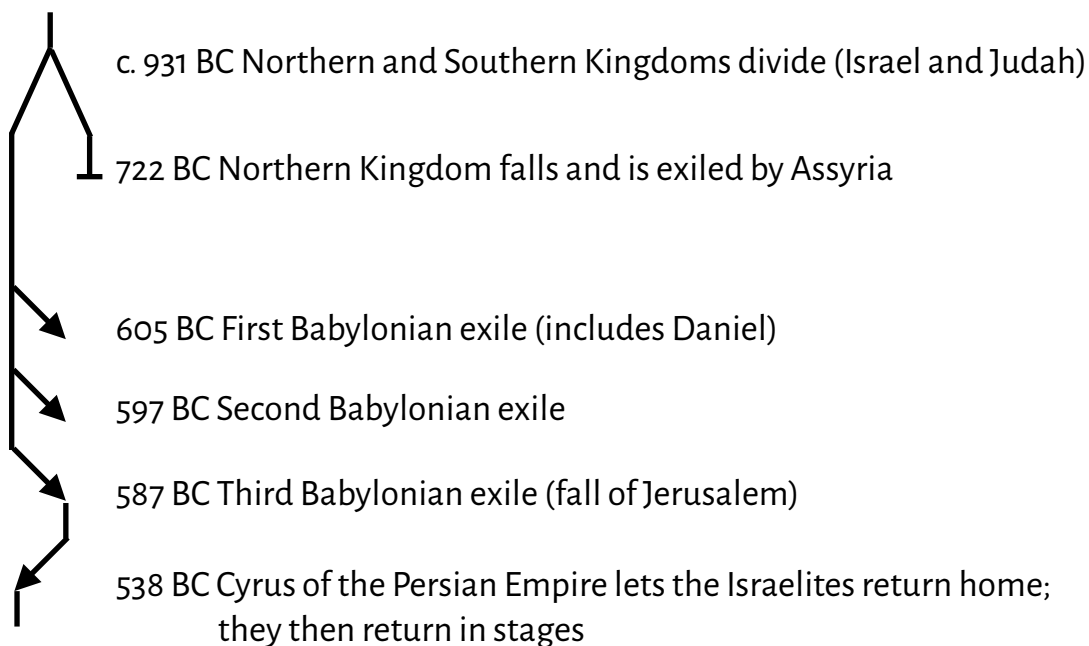 c. 931 BC Northern and Southern Kingdoms divide (Israel and Judah)
722 BC Northern Kingdom falls and is exiled by Assyria
605 BC First Babylonian exile (includes Daniel)
597 BC Second Babylonian exile
587 BC Third Babylonian exile (fall of Jerusalem)
538 BC Cyrus of the Persian Empire lets the Israelites return home;
they then return in stages